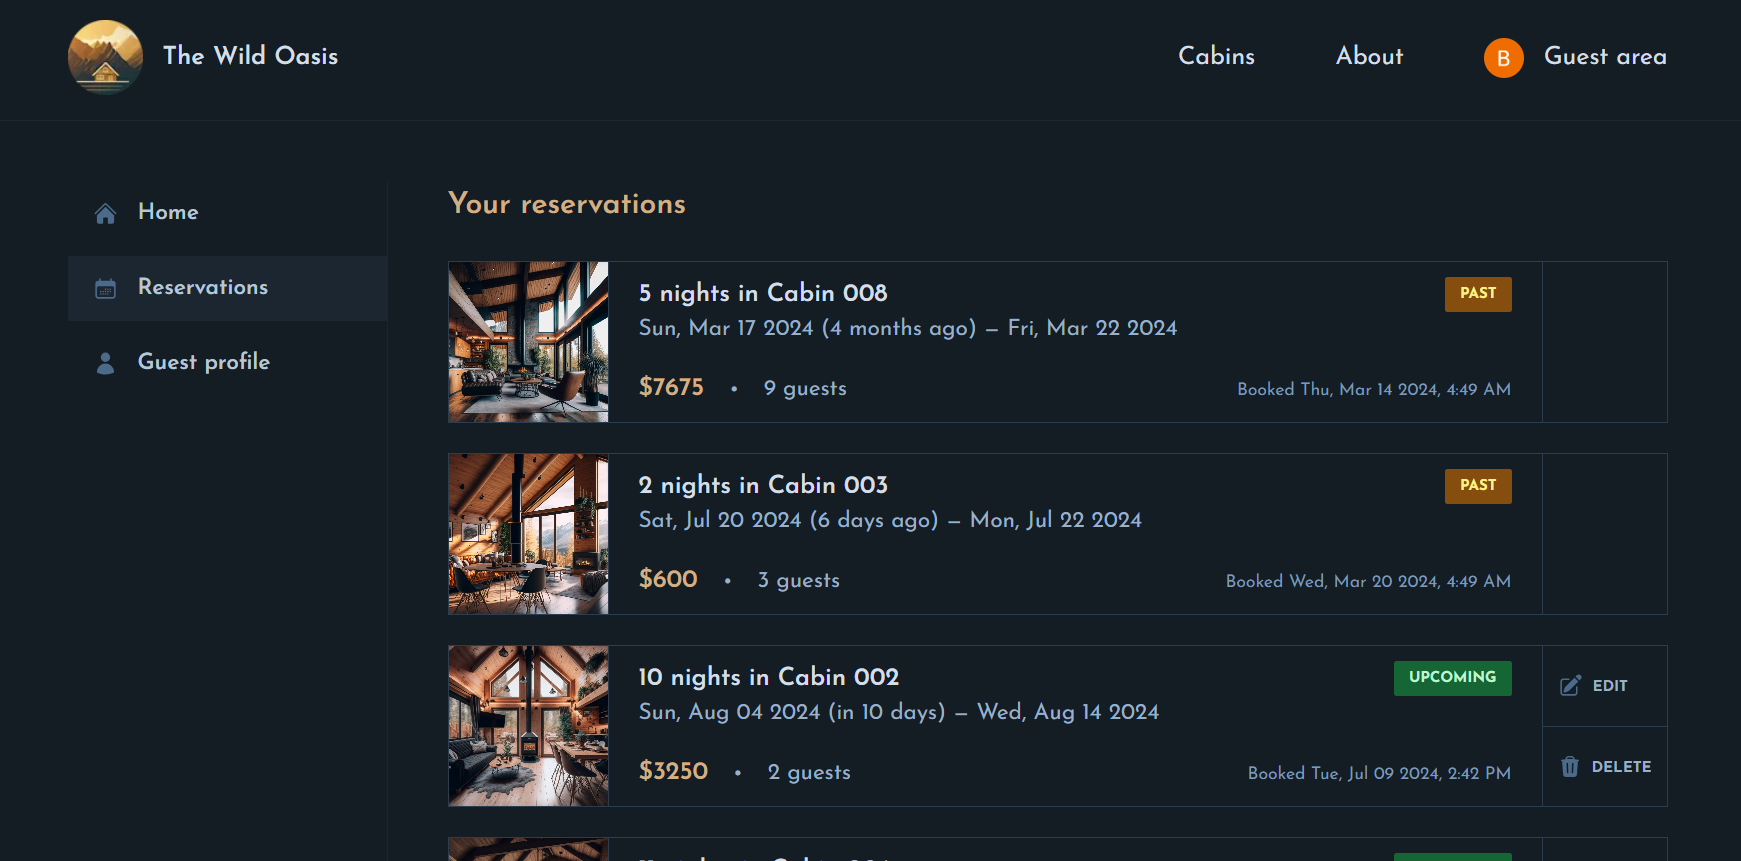 The Wild Oasis
Cabins
About
B
Guest area
Home
Reservations
Guest profile
Your reservations
5 nights in Cabin 008
PAST
Sun, Mar 17 2024 (4 months ago) – Fri, Mar 22 2024
$7675 • 9 guests
Booked Thu, Mar 14 2024, 4:49 AM
2 nights in Cabin 003
PAST
Sat, Jul 20 2024 (6 days ago) – Mon, Jul 22 2024
$600 • 3 guests
Booked Wed, Mar 20 2024, 4:49 AM
10 nights in Cabin 002
UPCOMING
Sun, Aug 04 2024 (in 10 days) – Wed, Aug 14 2024
$3250 • 2 guests
Booked Tue, Jul 09 2024, 2:42 PM
EDIT
DELETE